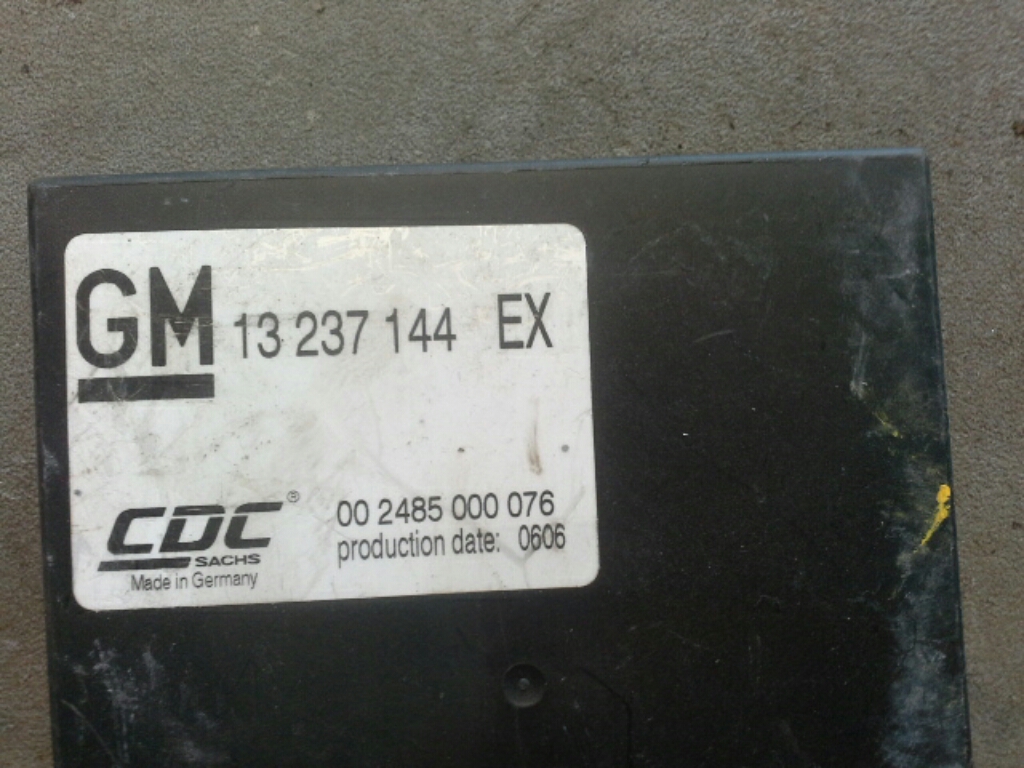 GM 13 237 144 EX
CDC® 00 2485 000 076
SACHS production date: 0606
Made in Germany